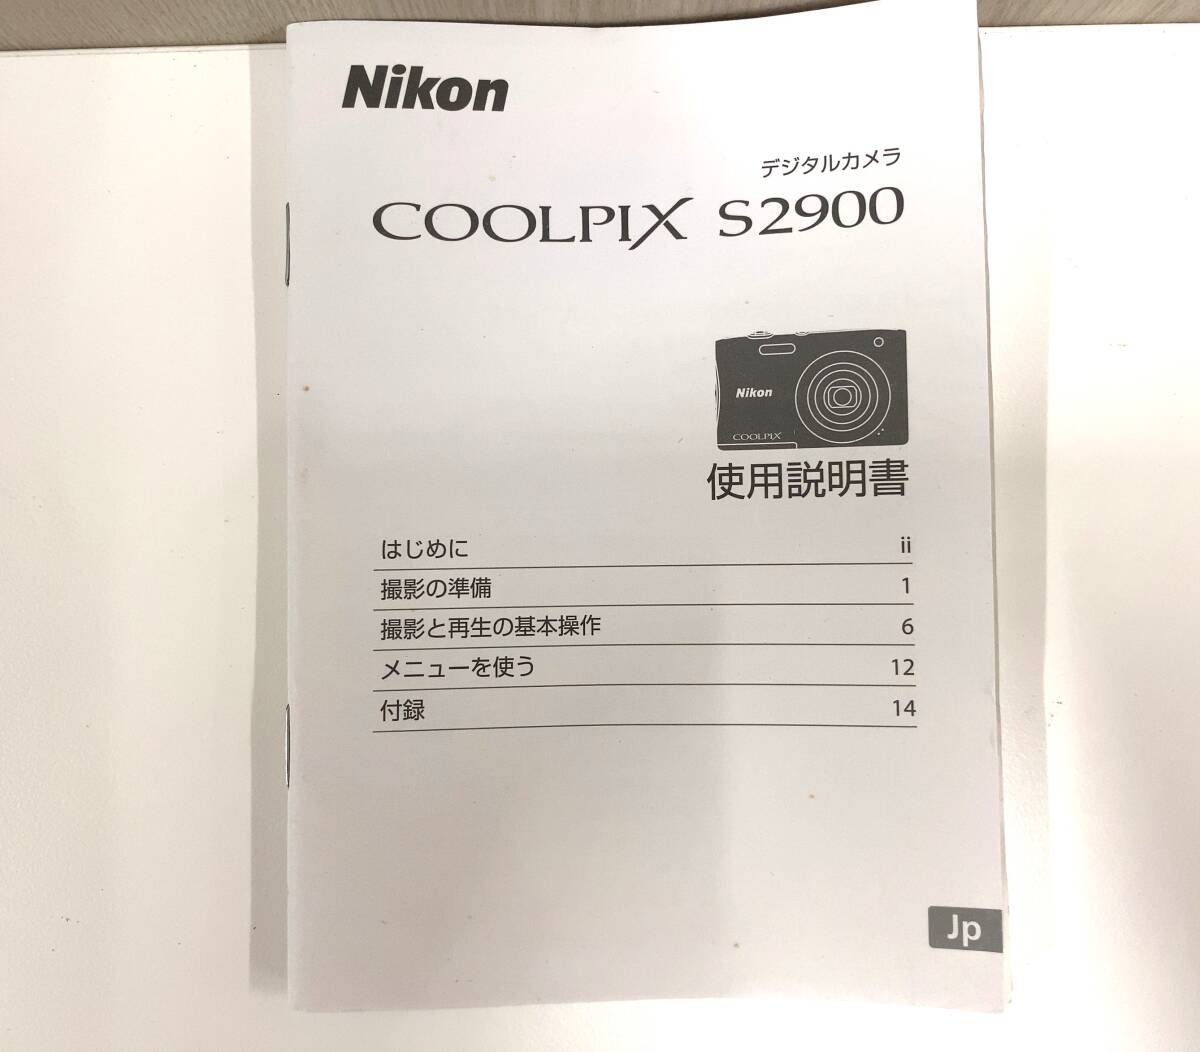 Nikon
デジタルカメラ
COOLPIX S2900
Nikon
COOLPIX
使用説明書
はじめに ii
撮影の準備 1
撮影と再生の基本操作 6
メニューを使う 12
付録 14
Jp